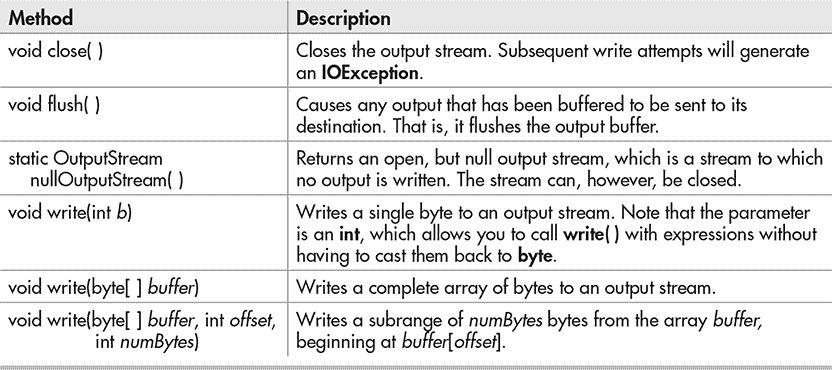 Method Description
void close( ) Closes the output stream. Subsequent write attempts will generate
an IOException.
void flush( ) Causes any output that has been buffered to be sent to its
destination. That is, it flushes the output buffer.
static OutputStream Returns an open, but null output stream, which is a stream to which
nullOutputStream( ) no output is written. The stream can, however, be closed.
void write(int b) Writes a single byte to an output stream. Note that the parameter
is an int, which allows you to call write( ) with expressions without
having to cast them back to byte.
void write(byte[ ] buffer) Writes a complete array of bytes to an output stream.
void write(byte[ ] buffer, int offset, Writes a subrange of numBytes bytes from the array buffer,
int numBytes) beginning at buffer[offset].